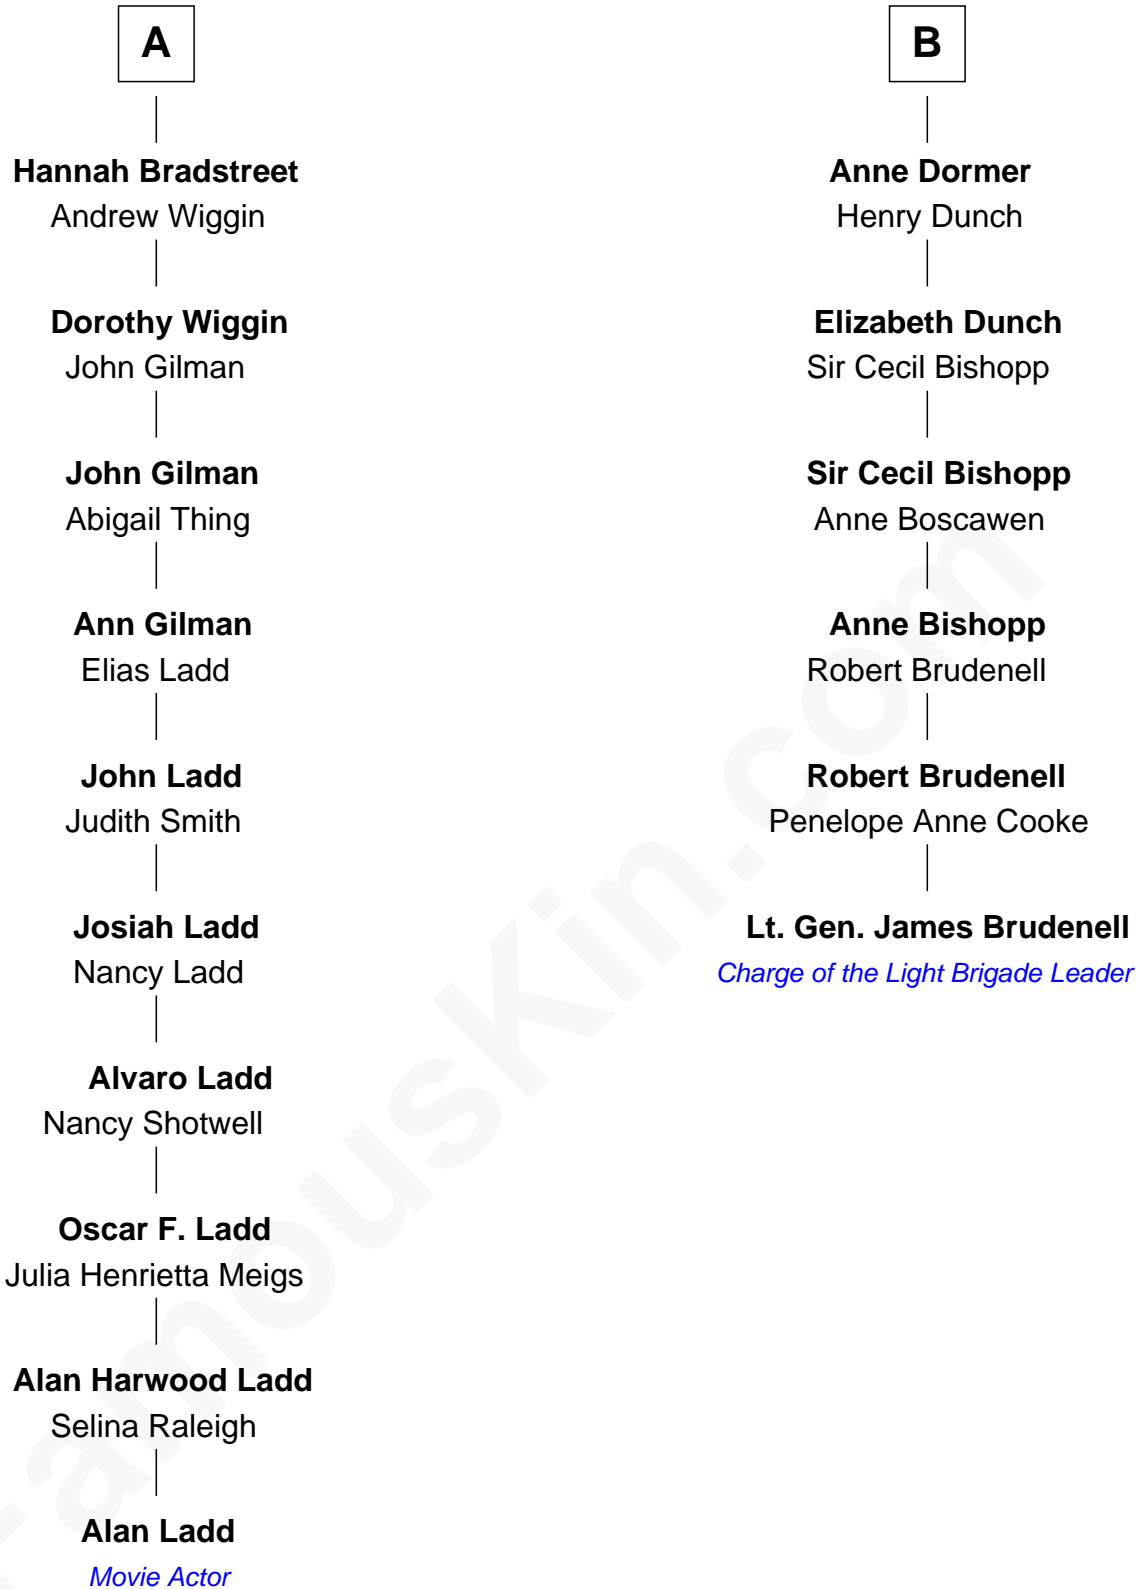 A
Hannah Bradstreet
Andrew Wiggin
Dorothy Wiggin
John Gilman
John Gilman
Abigail Thing
Ann Gilman
Elias Ladd
John Ladd
Judith Smith
Josiah Ladd
Nancy Ladd
Alvaro Ladd
Nancy Shotwell
Oscar F. Ladd
Julia Henrietta Meigs
Alan Harwood Ladd
Selina Raleigh
Alan Ladd
Movie Actor
B
Anne Dormer
Henry Dunch
Elizabeth Dunch
Sir Cecil Bishopp
Sir Cecil Bishopp
Anne Boscawen
Anne Bishopp
Robert Brudenell
Robert Brudenell
Penelope Anne Cooke
Lt. Gen. James Brudenell
Charge of the Light Brigade Leader
FamousKin.com